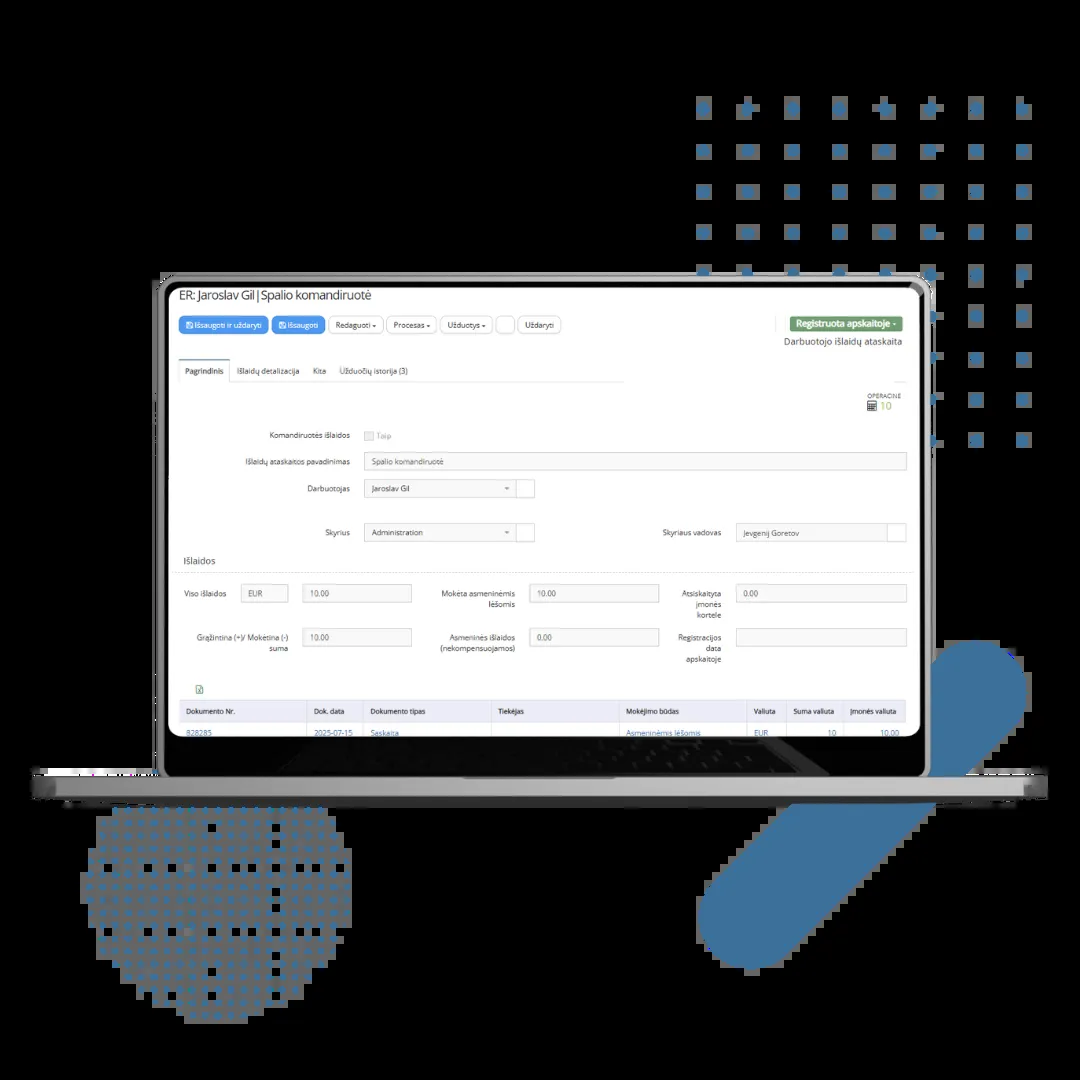 ER: Jaroslav Gil|Spalio komandiruotė
Išsaugoti ir uždaryti Išsaugoti Redaguoti Procesas Užduotys Uždaryti
Registruota apskaitoje
Darbuotojo išlaidų ataskaita
Pagrindinis Išlaidų detalizacija Kita Užduočių istorija (3)
OPERACINĖ
10
Komandiruotės išlaidos Taip
Išlaidų ataskaitos pavadinimas Spalio komandiruotė
Darbuotojas Jaroslav Gil
Skyrius Administration Skyriaus vadovas Jevgenij Goretov
Išlaidos
Viso išlaidos EUR 10.00 Mokėta asmeninėmis lėšomis 10.00 Atsiskaityta įmonės kortele 0.00
Grąžintina (+)/ Mokėtina (-) suma 10.00 Asmeninės išlaidos (nekompensuojamos) 0.00 Registracijos data apskaitoje
Dokumento Nr. Dok. data Dokumento tipas Tiekėjas Mokėjimo būdas Valiuta Suma valiuta Įmonės valiuta
828285 2025-07-15 Sąskaita Asmeninėmis lėšomis EUR 10 10.00